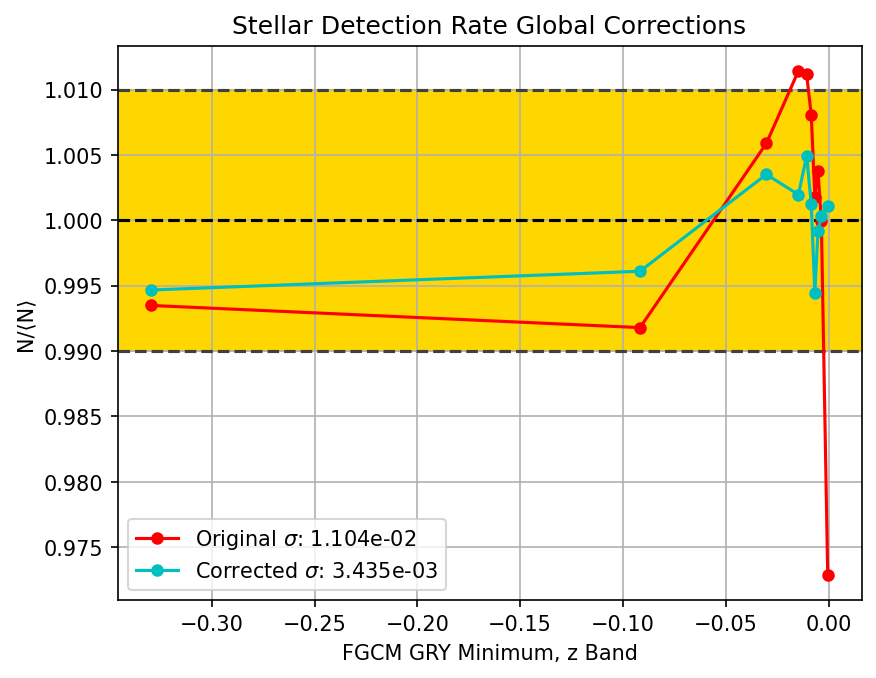 Stellar Detection Rate Global Corrections
N/⟨N⟩
1.010
1.005
1.000
0.995
0.990
0.985
0.980
0.975
Original σ: 1.104e-02
Corrected σ: 3.435e-03
−0.30 −0.25 −0.20 −0.15 −0.10 −0.05 0.00
FGCM GRY Minimum, z Band